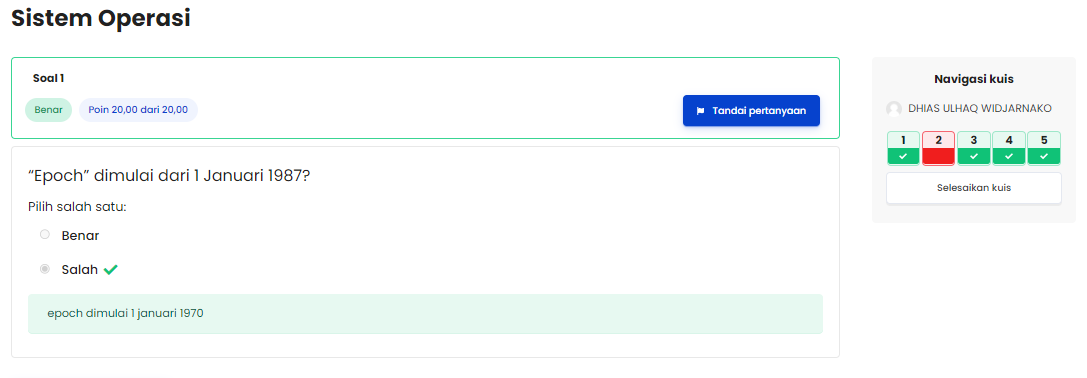 Sistem Operasi
Soal 1
Benar
Poin 20,00 dari 20,00
Tandai pertanyaan
“Epoch” dimulai dari 1 Januari 1987?
Pilih salah satu:
Benar
Salah
epoch dimulai 1 januari 1970
Navigasi kuis
DHIAS ULHAQ WIDJARNAKO
1 2 3 4 5
Selesaikan kuis